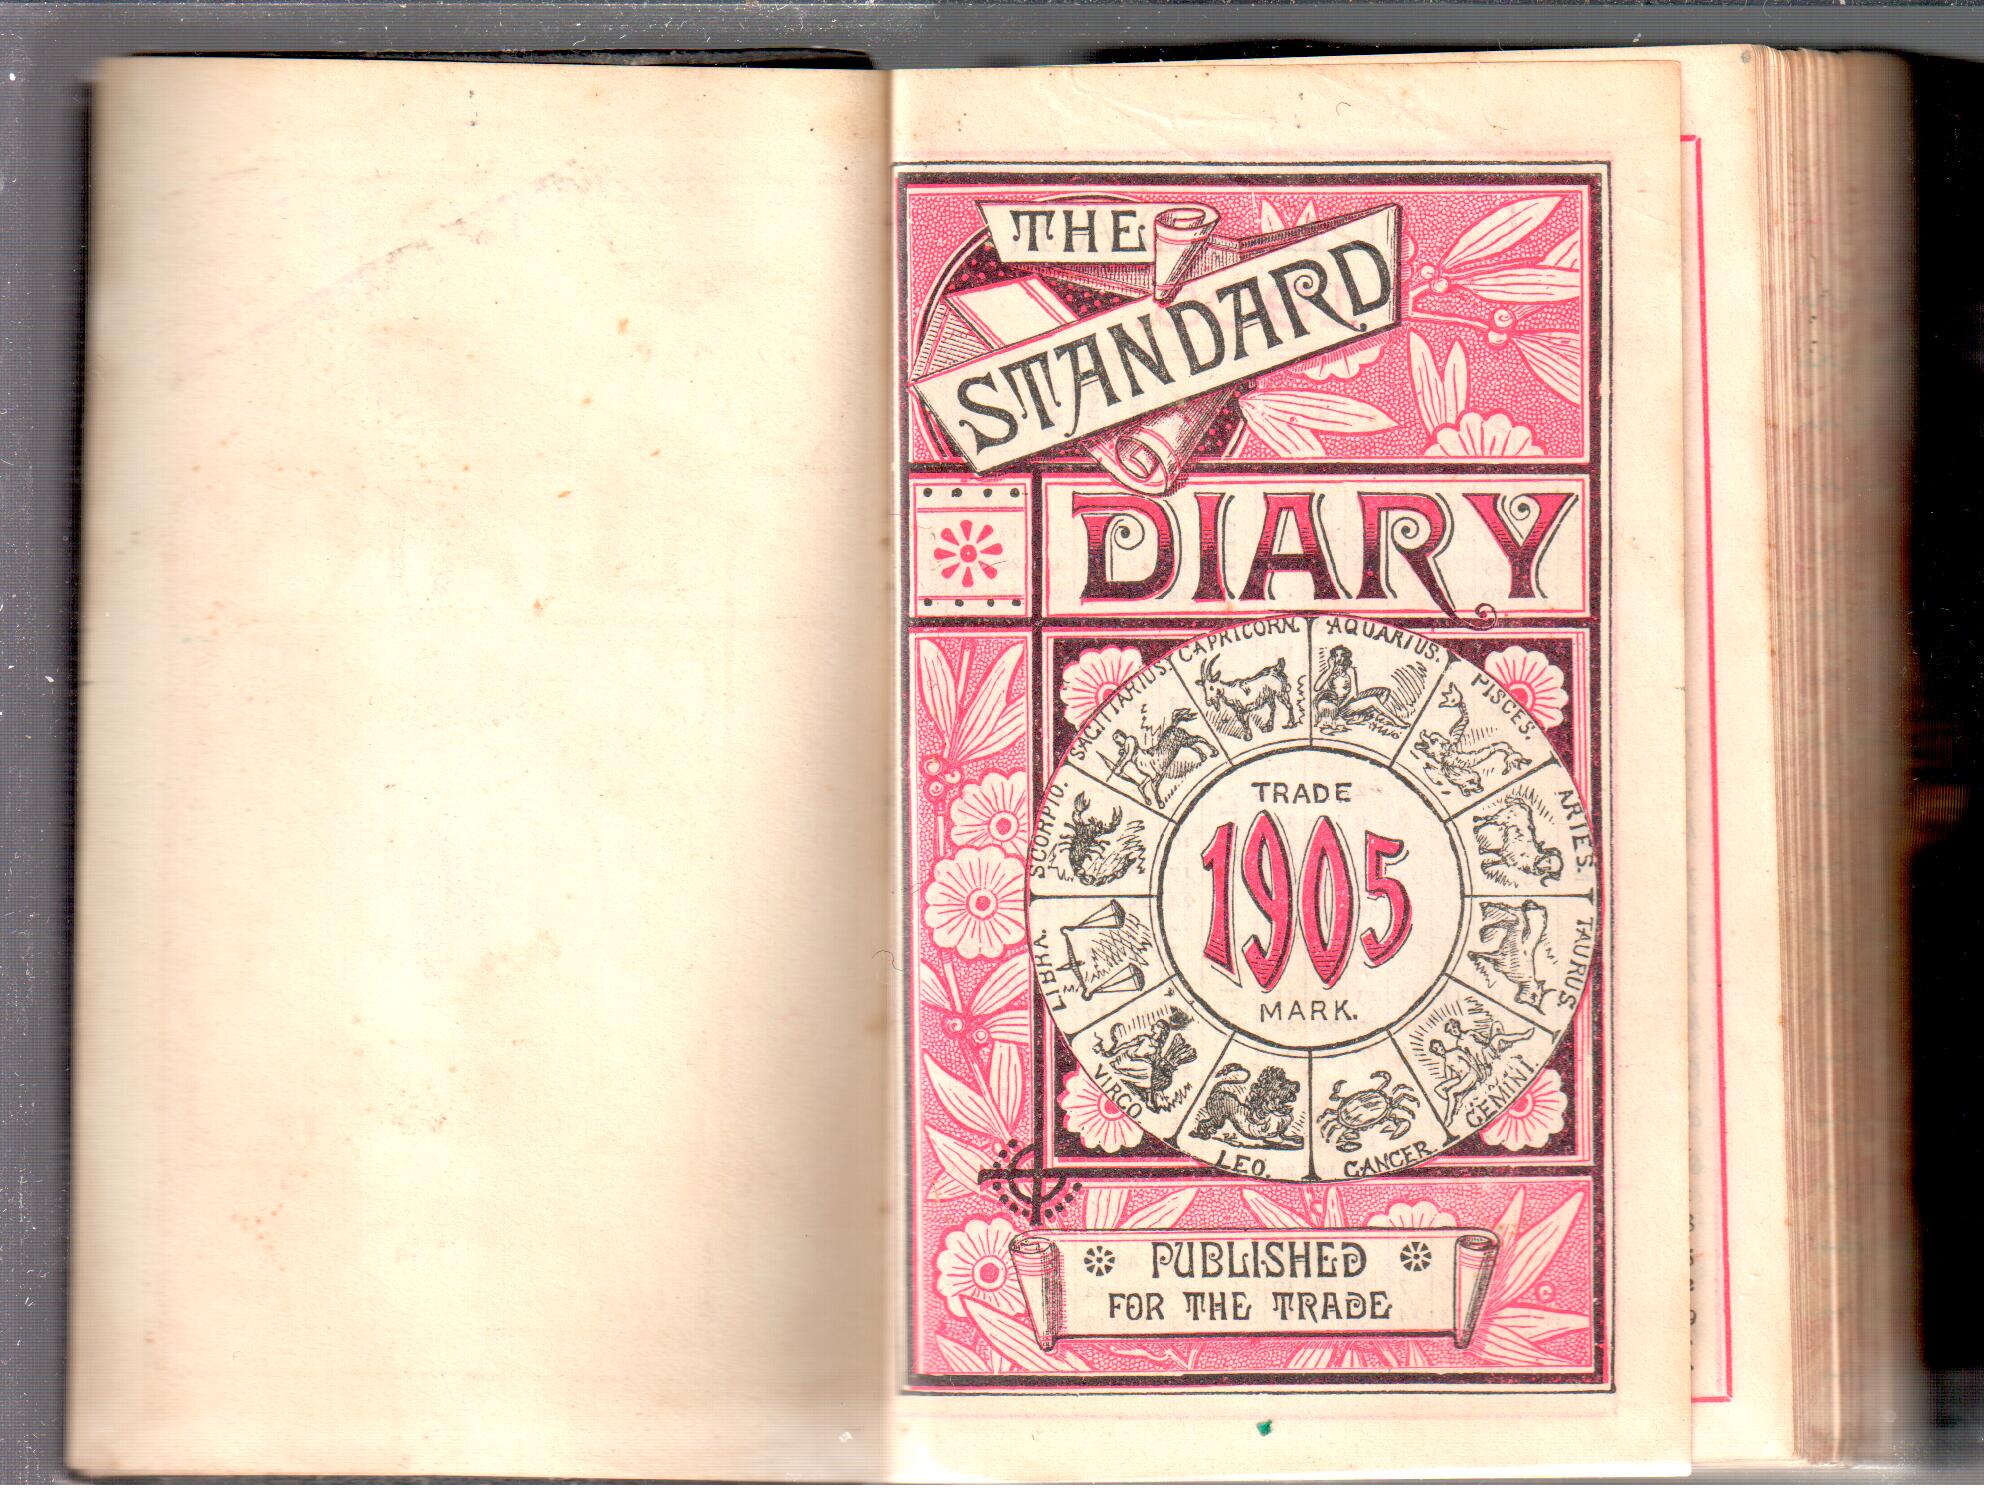 THE
STANDARD
DIARY
CAPRICORN.
AQUARIUS.
PISCES.
ARIES.
TAURUS.
GEMINI.
CANCER.
LEO.
VIRGO.
LIBRA.
SCORPIO.
SAGITTARIUS.
TRADE
1905
MARK.
PUBLISHED
FOR THE TRADE